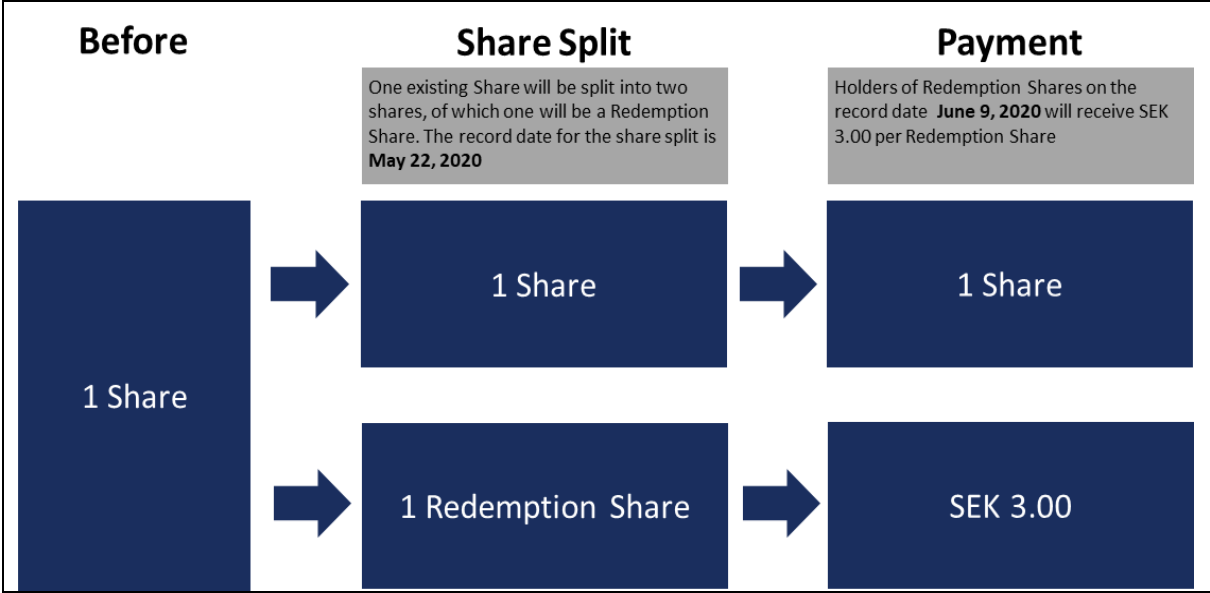 Before
Share Split
Payment
One existing Share will be split into two
shares, of which one will be a Redemption
Share. The record date for the share split is
May 22, 2020
Holders of Redemption Shares on the
record date June 9, 2020 will receive SEK
3.00 per Redemption Share
1 Share
1 Share
1 Share
1 Redemption Share
SEK 3.00